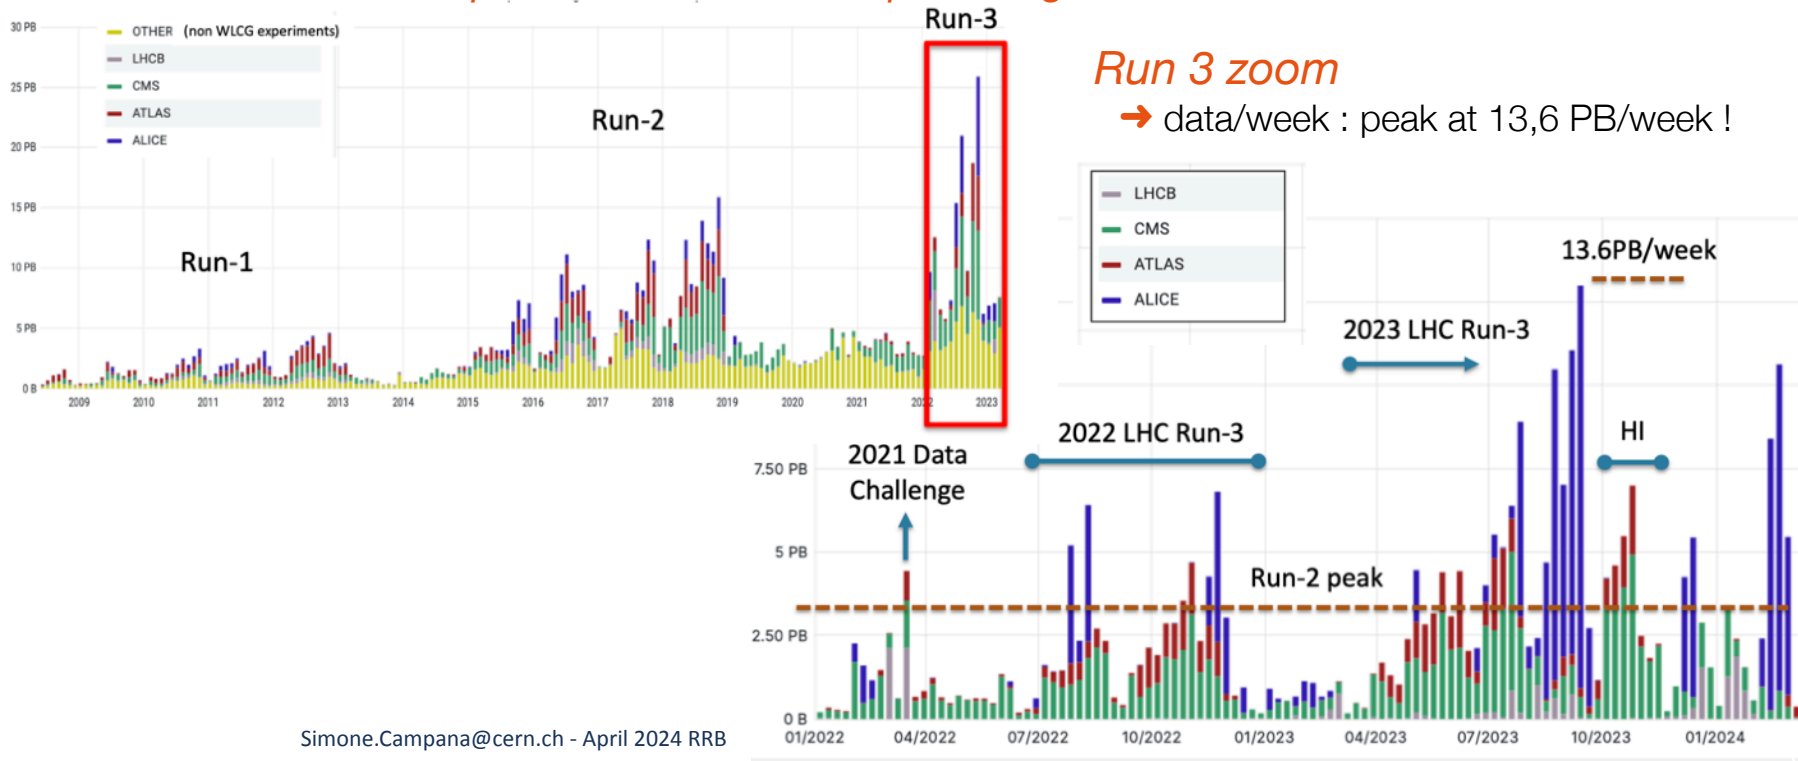 Run-3
30 PB
25 PB
20 PB
15 PB
10 PB
5 PB
0 B
OTHER (non WLCG experiments)
LHCB
CMS
ATLAS
ALICE
Run-1
Run-2
2009 2010 2011 2012 2013 2014 2015 2016 2017 2018 2019 2020 2021 2022 2023
Run 3 zoom
➜ data/week : peak at 13,6 PB/week !
LHCB
CMS
ATLAS
ALICE
13.6PB/week
2023 LHC Run-3
2022 LHC Run-3
HI
2021 Data
Challenge
Run-2 peak
7.50 PB
5 PB
2.50 PB
0 B
01/2022 04/2022 07/2022 10/2022 01/2023 04/2023 07/2023 10/2023 01/2024
Simone.Campana@cern.ch - April 2024 RRB